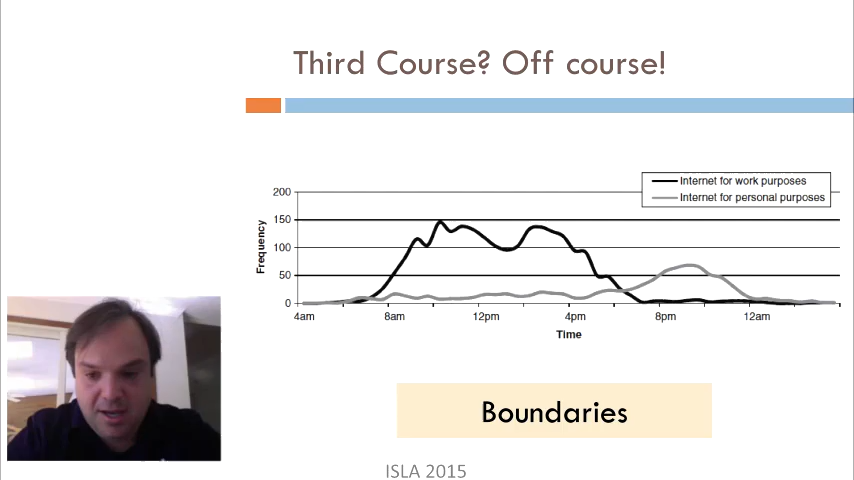 Third Course? Off course!
Internet for work purposes
Internet for personal purposes
Frequency
200
150
100
50
0
4am 8am 12pm 4pm 8pm 12am
Time
Boundaries
ISLA 2015